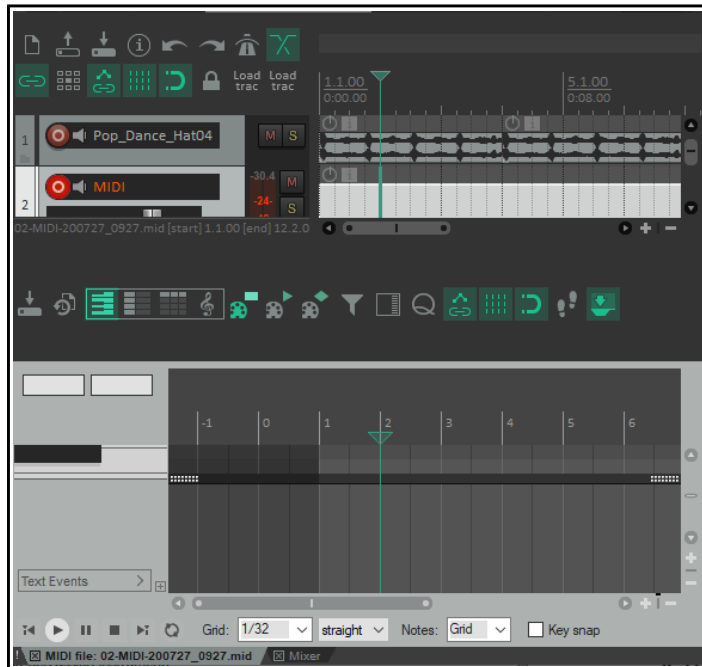 Load Load
trac trac
1.1.00
0:00.00
5.1.00
0:08.00
1
Pop_Dance_Hat04
M S
MIDI
-30.4
M
-24-
S
2
02-MIDI-200727_0927.mid [start] 1.1.00 [end] 12.2.0
Q
-1 0 1 2 3 4 5 6
Text Events >
Grid: 1/32 straight Notes: Grid Key snap
! MIDI file: 02-MIDI-200727_0927.mid Mixer